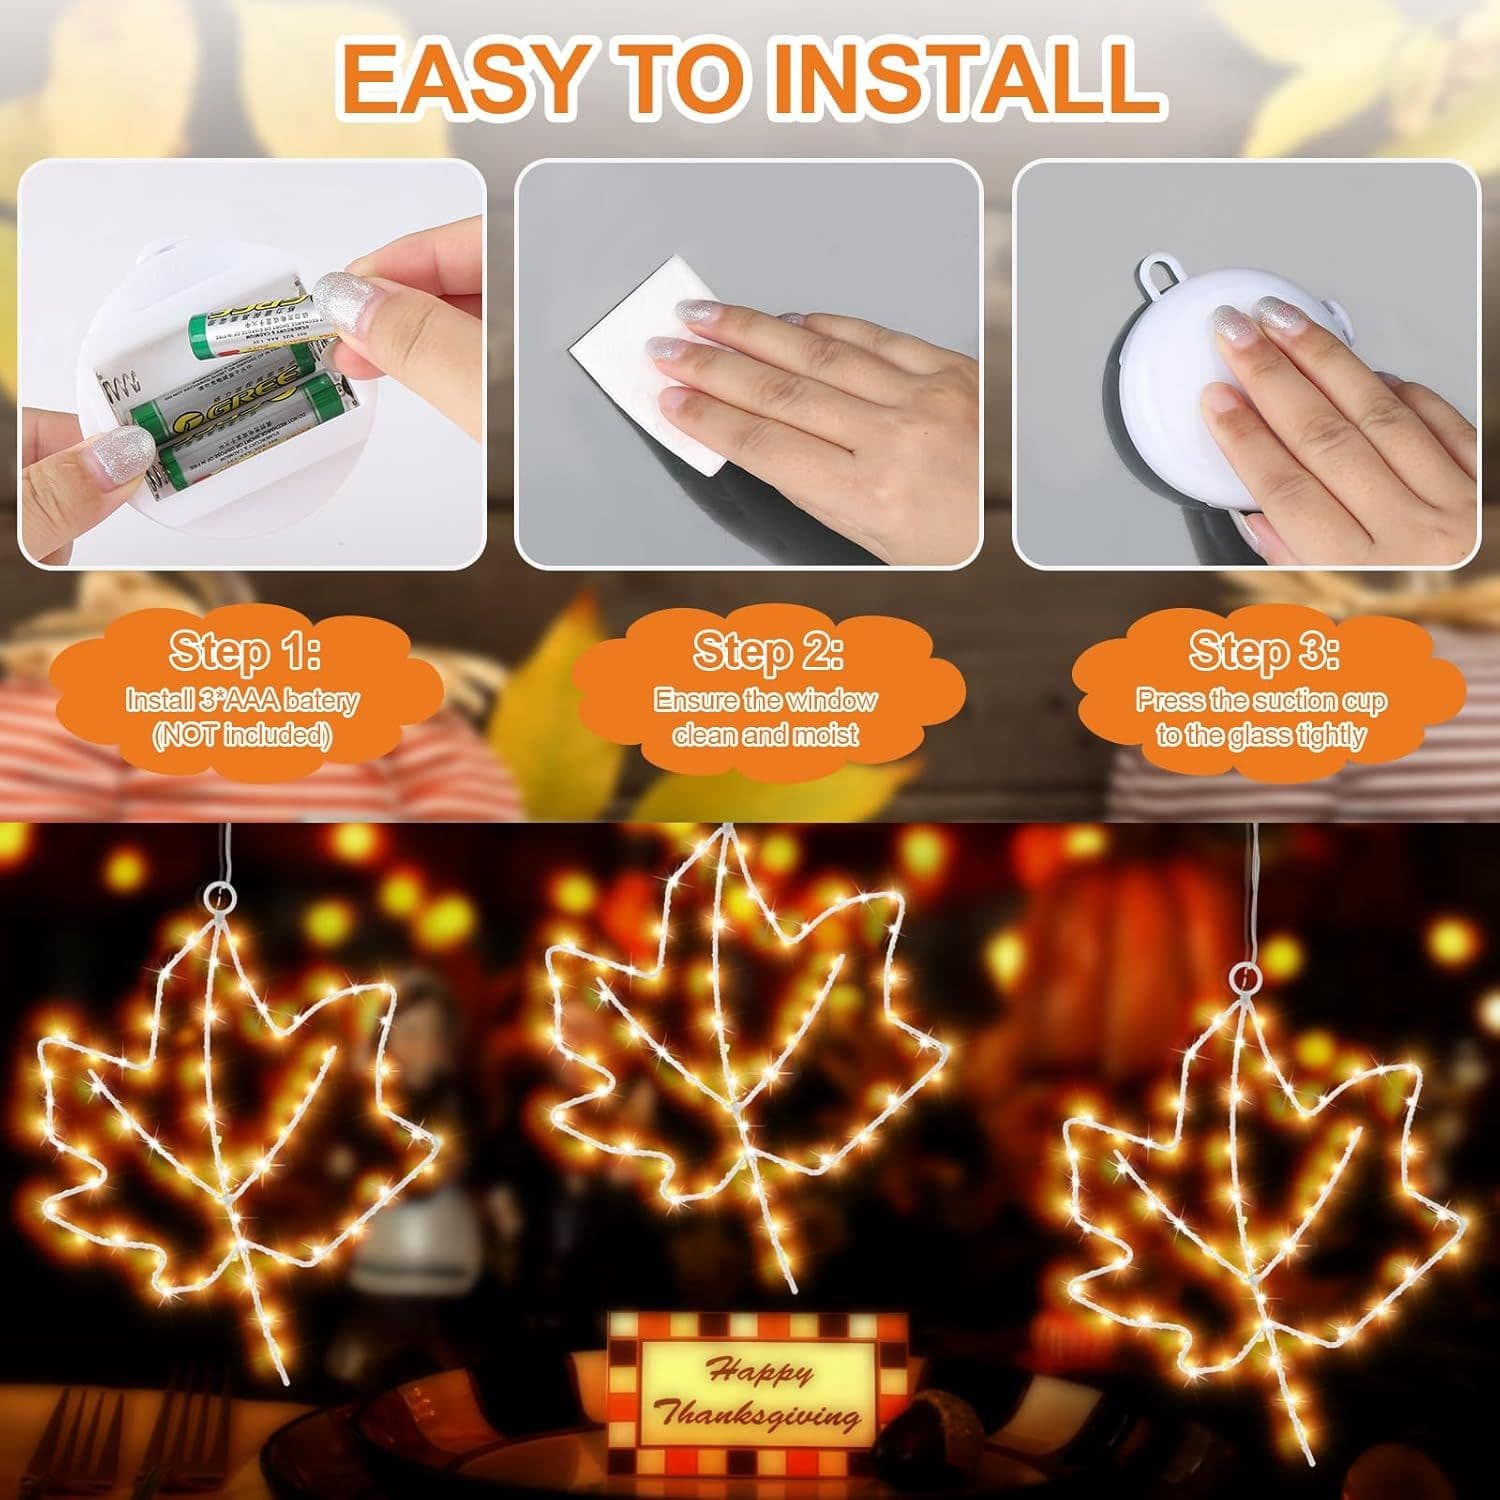 EASY TO INSTALL
GREE
Step 1:
Install 3*AAA batery
(NOT included)
Step 2:
Ensure the window
clean and moist
Step 3:
Press the suction cup
to the glass tightly
Happy
Thanksgiving